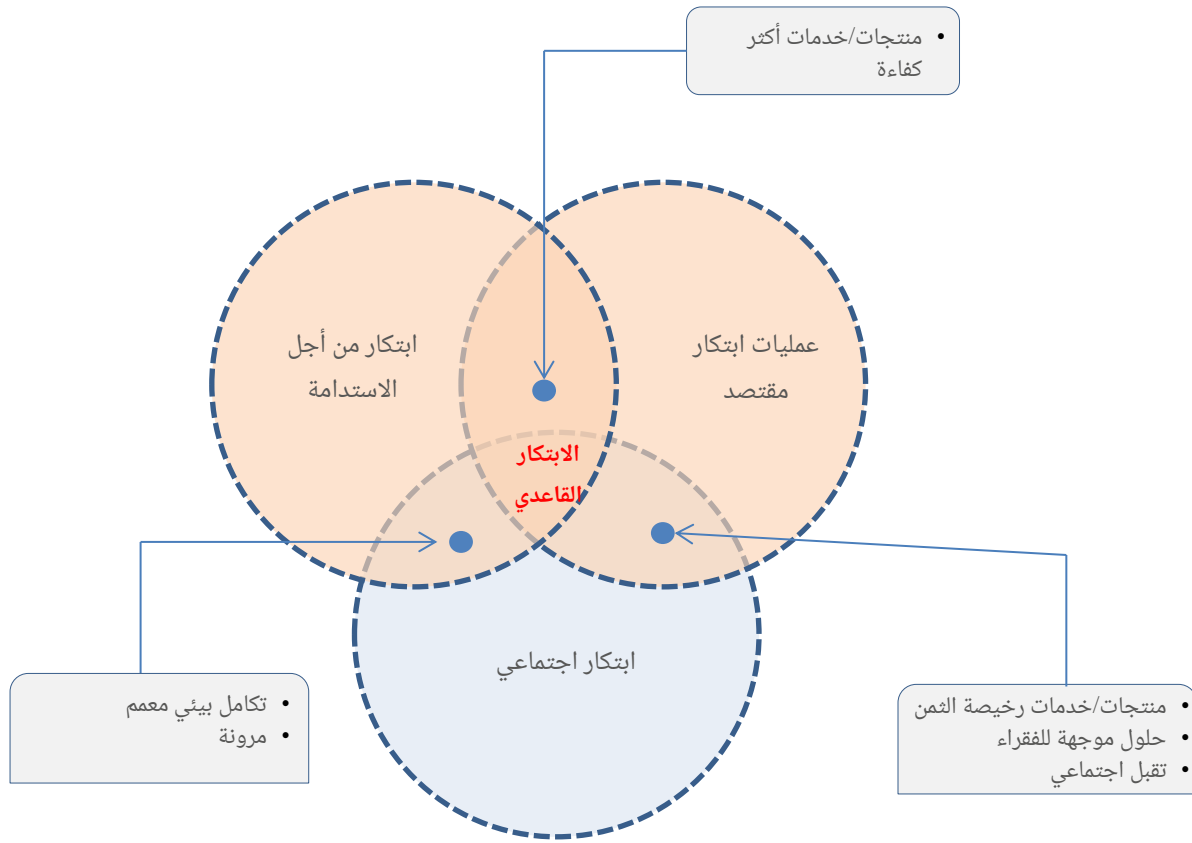 • منتجات/خدمات أكثر
كفاءة
عمليات ابتكار
مقتصد
ابتكار من أجل
الاستدامة
الابتكار
القاعدي
ابتكار اجتماعي
• منتجات/خدمات رخيصة الثمن
• حلول موجهة للفقراء
• تقبل اجتماعي
• تكامل بيئي معمم
• مرونة